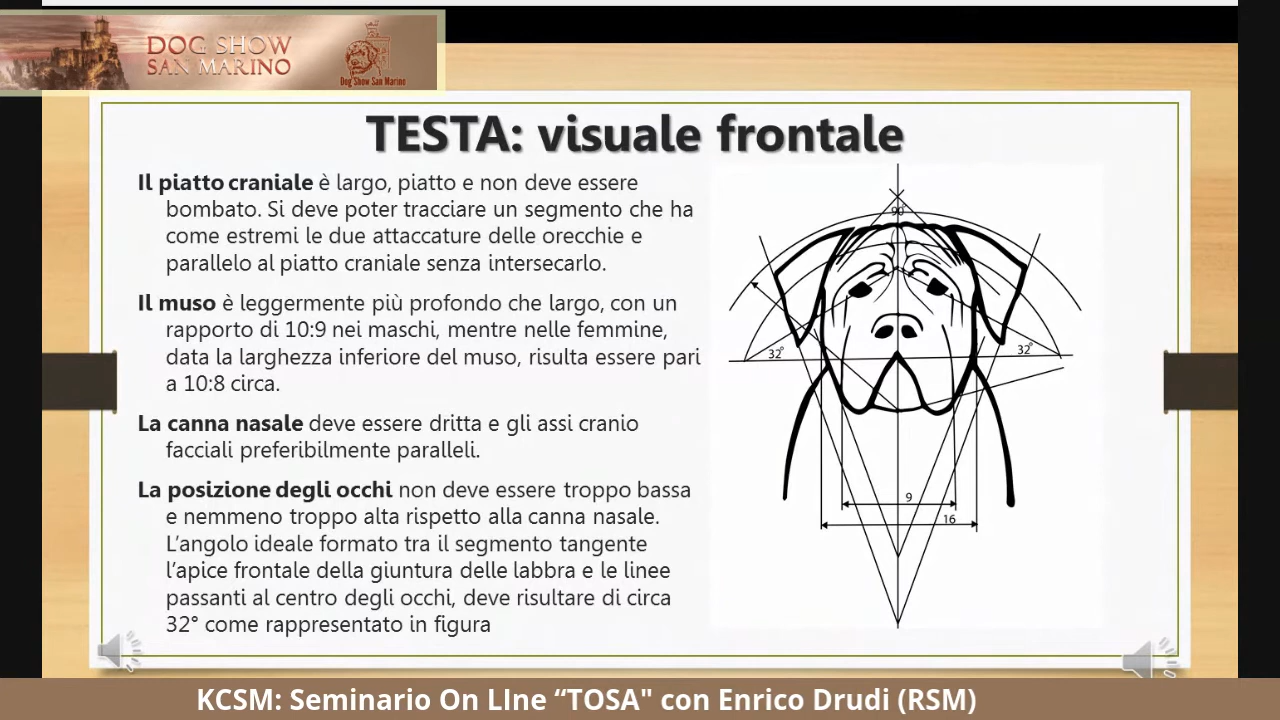 DOG SHOW
SAN MARINO
Dog Show San Marino
TESTA: visuale frontale
Il piatto craniale è largo, piatto e non deve essere
bombato. Si deve poter tracciare un segmento che ha
come estremi le due attaccature delle orecchie e
parallelo al piatto craniale senza intersecarlo.
Il muso è leggermente più profondo che largo, con un
rapporto di 10:9 nei maschi, mentre nelle femmine,
data la larghezza inferiore del muso, risulta essere pari
a 10:8 circa.
La canna nasale deve essere dritta e gli assi cranio
facciali preferibilmente paralleli.
La posizione degli occhi non deve essere troppo bassa
e nemmeno troppo alta rispetto alla canna nasale.
L’angolo ideale formato tra il segmento tangente
l’apice frontale della giuntura delle labbra e le linee
passanti al centro degli occhi, deve risultare di circa
32° come rappresentato in figura
90°
32°
32°
9
16
KCSM: Seminario On LIne “TOSA" con Enrico Drudi (RSM)